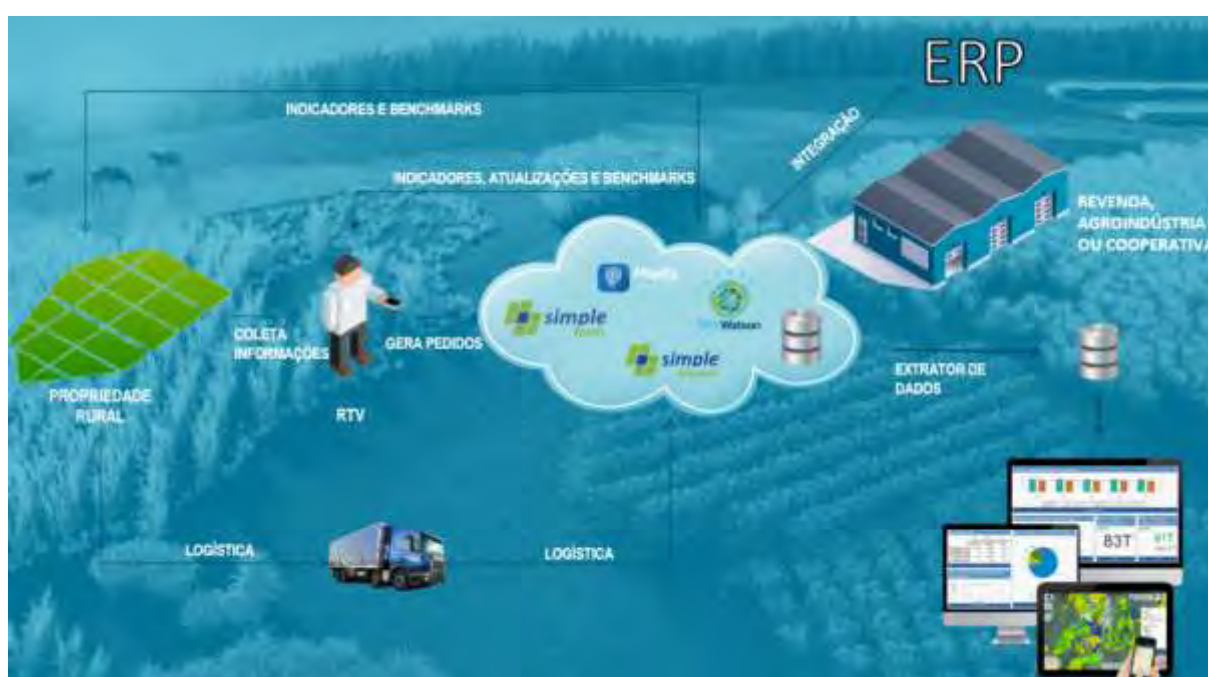 ERP
INDICADORES E BENCHMARKS
INTEGRAÇÃO
INDICADORES, ATUALIZAÇÕES E BENCHMARKS
REVENDA,
AGROINDÚSTRIA
OU COOPERATIVA
simple
Watson
simple
COLETA
INFORMAÇÕES
GERA PEDIDOS
EXTRATOR DE
DADOS
PROPRIEDADE
RURAL
RTV
LOGÍSTICA
LOGÍSTICA
83T